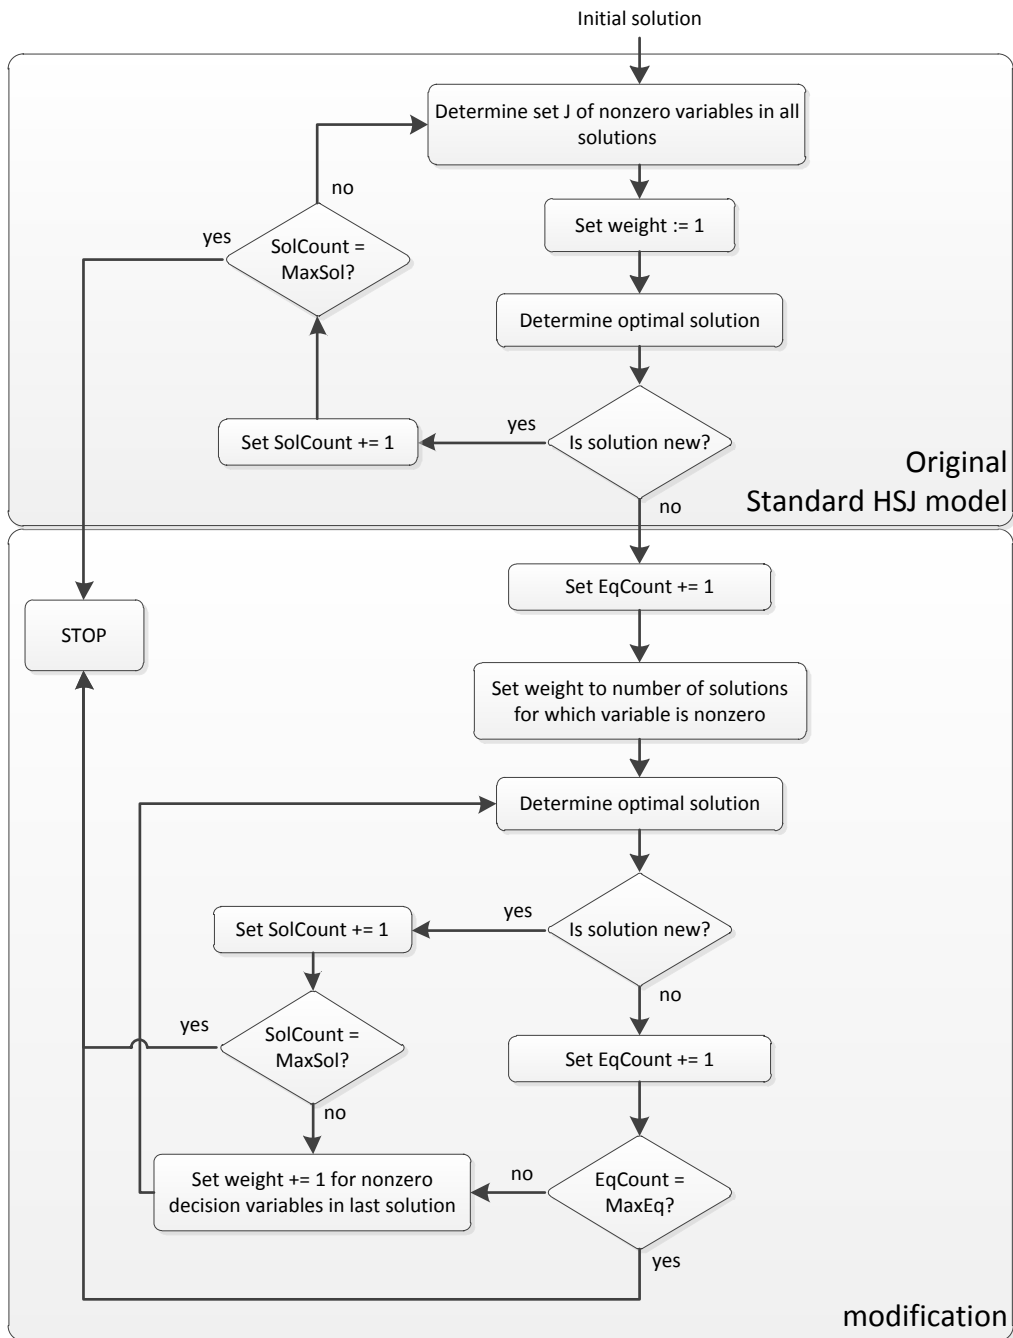 Initial solution
Determine set J of nonzero variables in all
solutions
no
Set weight := 1
yes
SolCount =
MaxSol?
Determine optimal solution
yes
Set SolCount += 1
Is solution new?
Original
Standard HSJ model
no
Set EqCount += 1
STOP
Set weight to number of solutions
for which variable is nonzero
Determine optimal solution
yes
Set SolCount += 1
Is solution new?
no
yes
SolCount =
MaxSol?
Set EqCount += 1
no
no
Set weight += 1 for nonzero
decision variables in last solution
EqCount =
MaxEq?
yes
modification